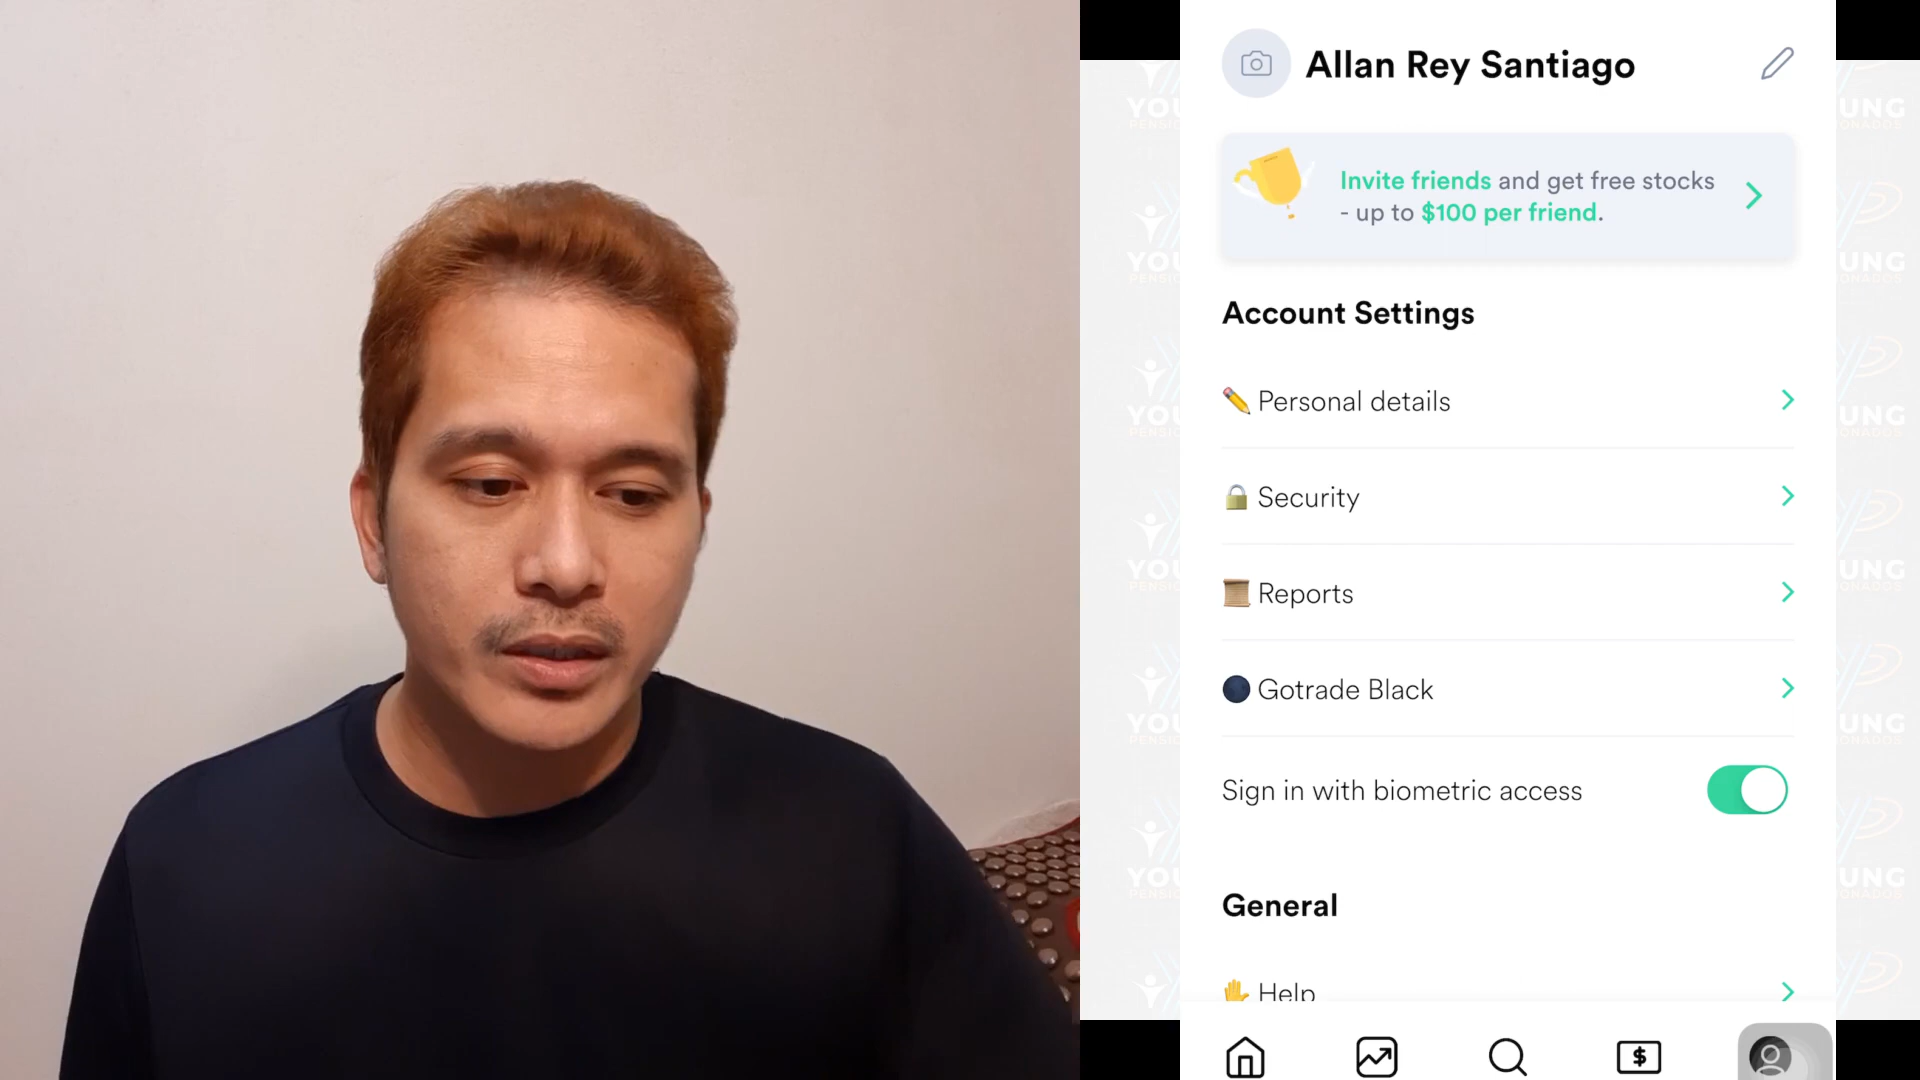 Allan Rey Santiago
Invite friends and get free stocks
- up to $100 per friend.
Account Settings
Personal details
Security
Reports
Gotrade Black
Sign in with biometric access
General
Help